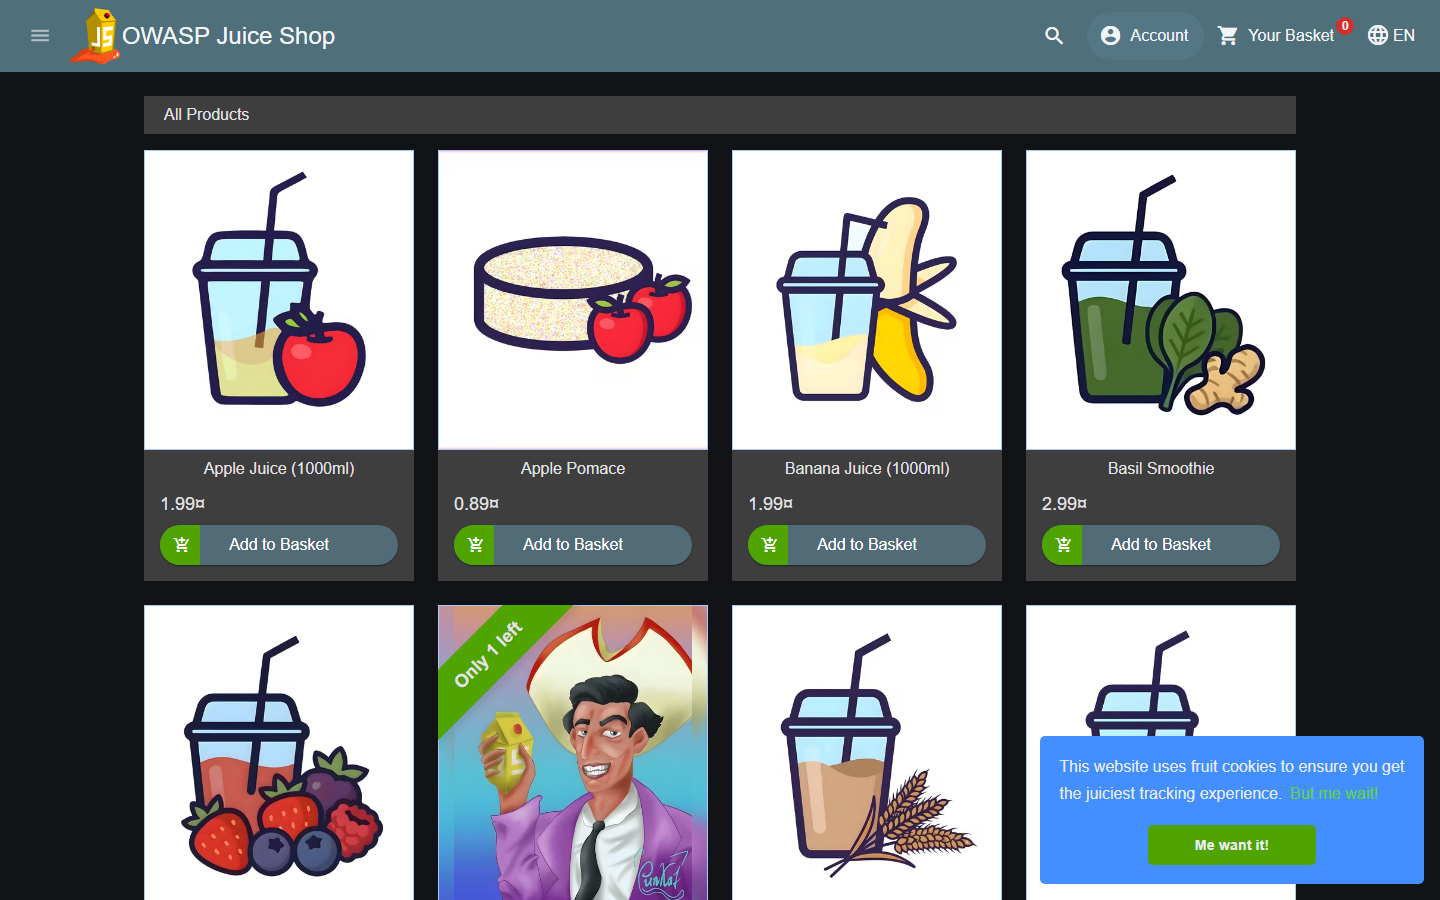 OWASP Juice Shop
Account
Your Basket
0
EN
All Products
Apple Juice (1000ml)
1.99¤
Add to Basket
Apple Pomace
0.89¤
Add to Basket
Banana Juice (1000ml)
1.99¤
Add to Basket
Basil Smoothie
2.99¤
Add to Basket
Only 1 left
This website uses fruit cookies to ensure you get
the juiciest tracking experience. But me wait!
Me want it!